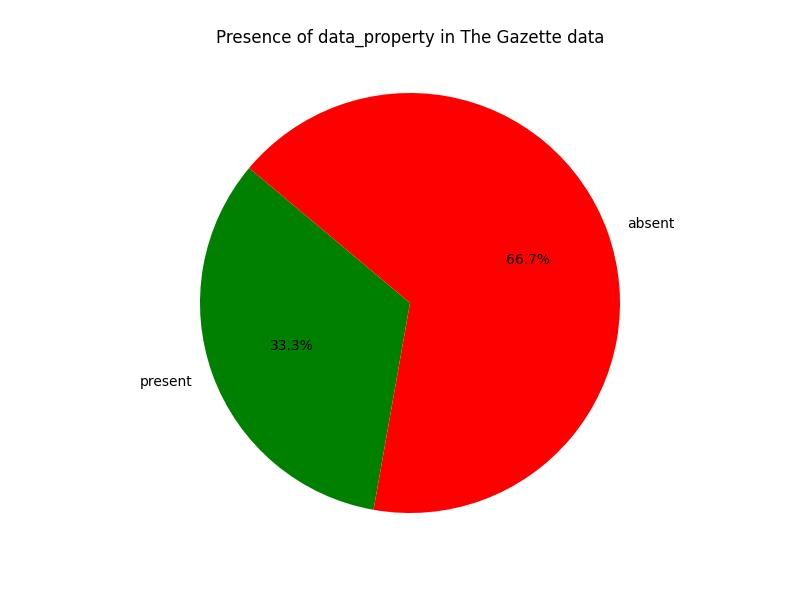 Presence of data_property in The Gazette data
absent
66.7%
33.3%
present